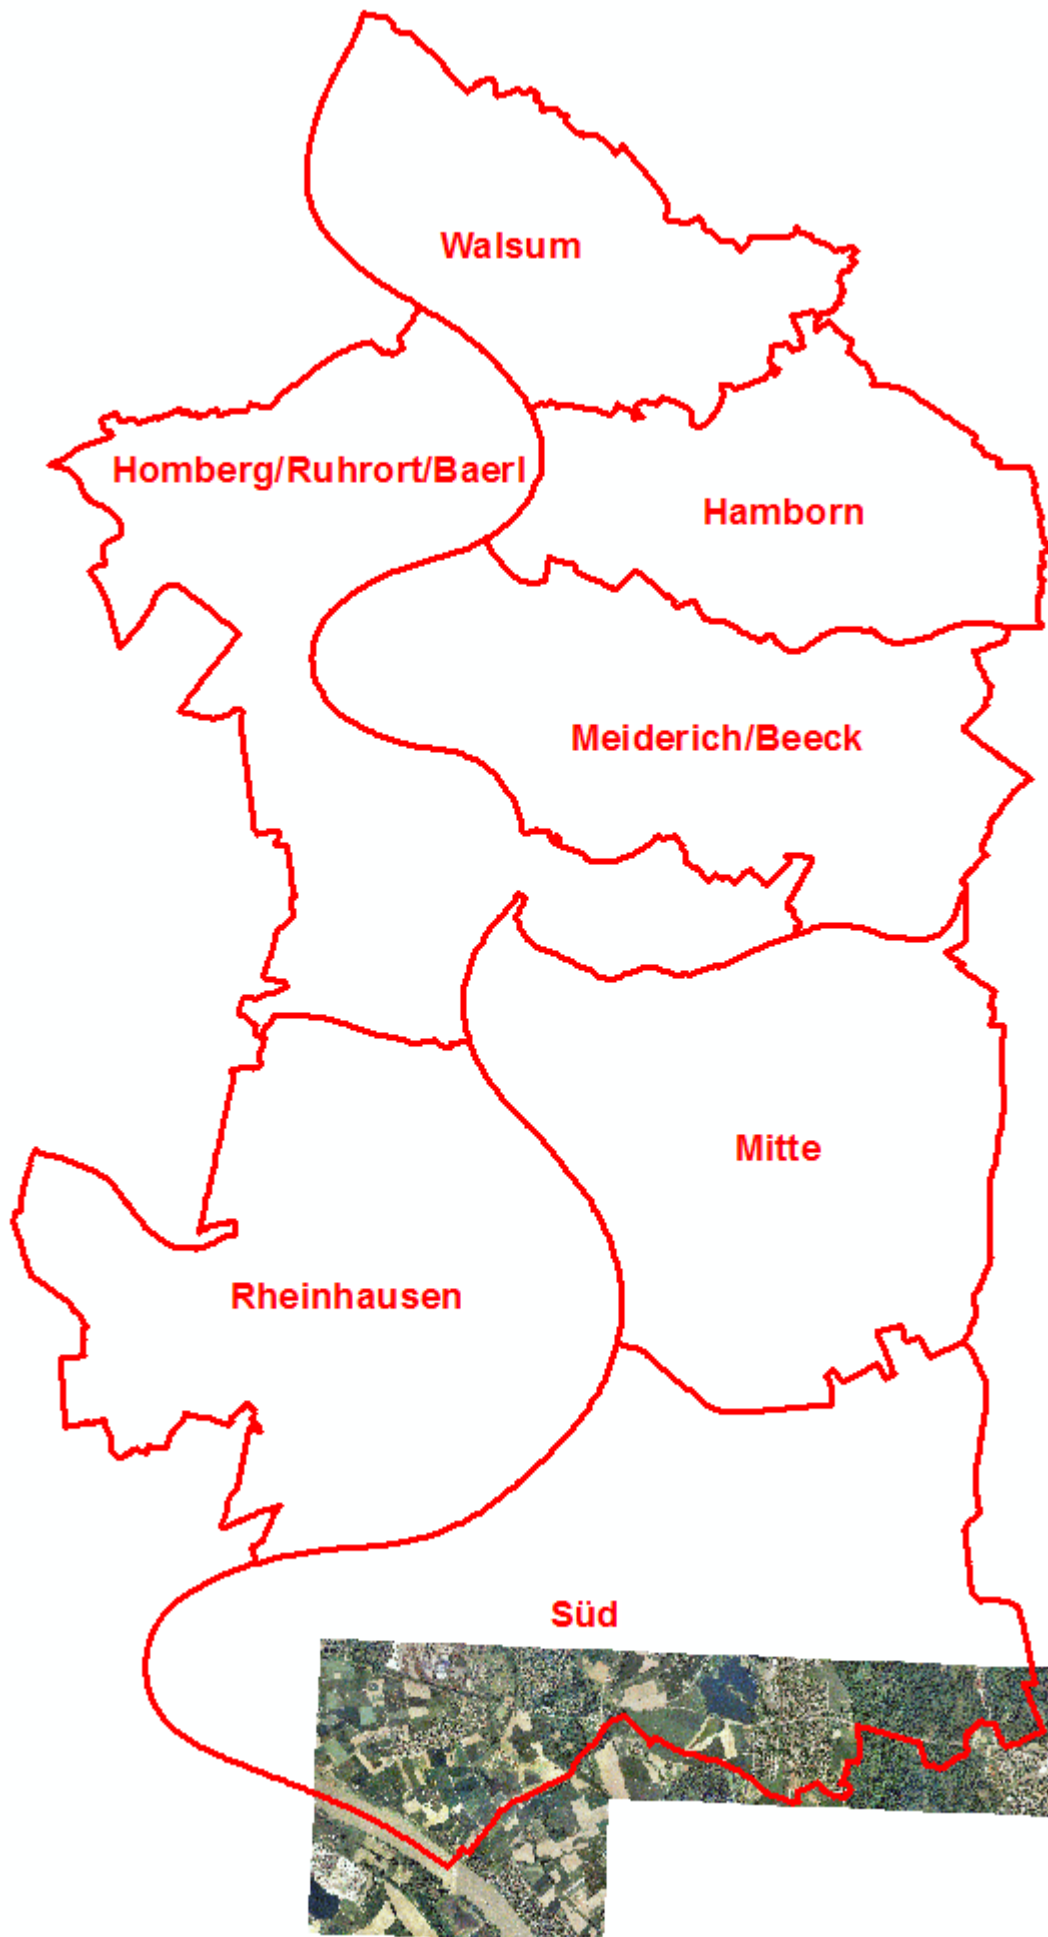 Walsum
Homberg/Ruhrort/Baerl
Hamborn
Meiderich/Beeck
Mitte
Rheinhausen
Süd